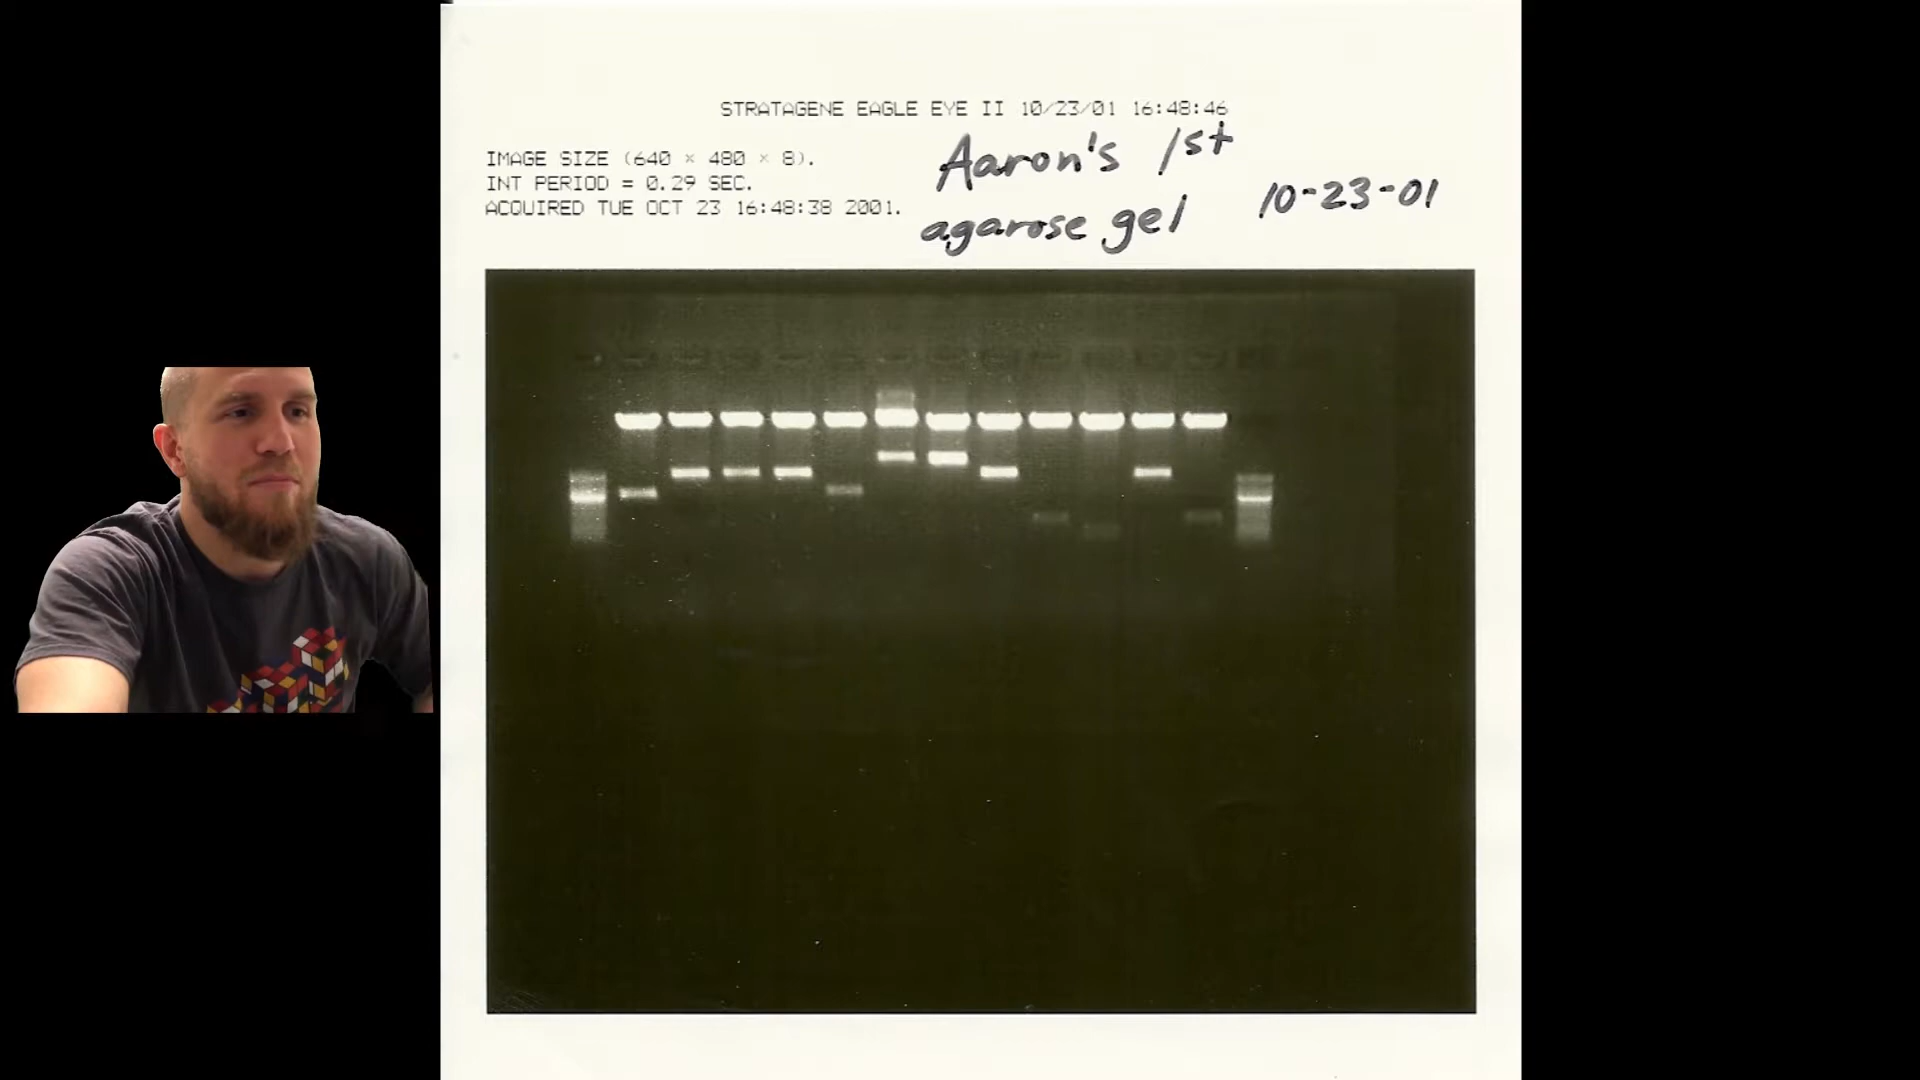 STRATAGENE EAGLE EYE II 10/23/01 16:48:46
IMAGE SIZE (640 × 480 × 8).
INT PERIOD = 0.29 SEC.
ACQUIRED TUE OCT 23 16:48:38 2001.
Aaron's 1st
agarose gel
10-23-01